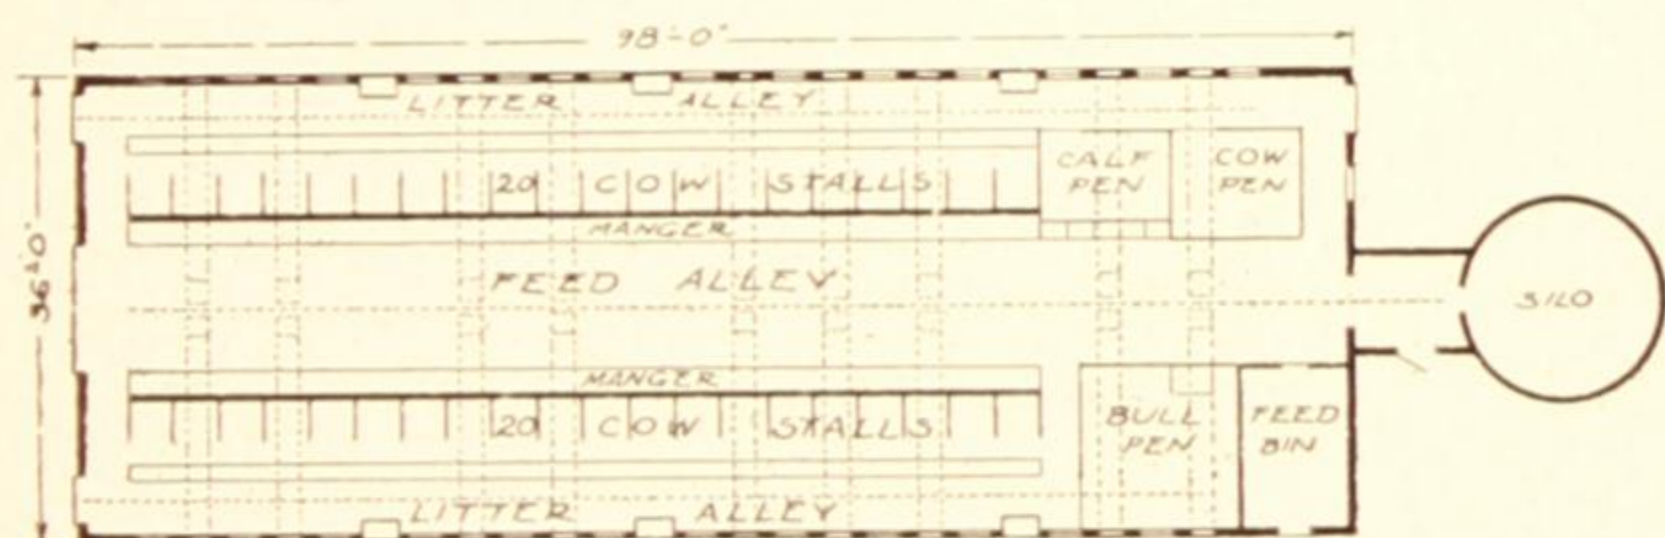 98'-0"
LITTER ALLEY
20 COW STALLS
CALF PEN
COW PEN
MANGER
36'-0"
FEED ALLEY
SILO
MANGER
20 COW STALLS
BULL PEN
FEED BIN
LITTER ALLEY